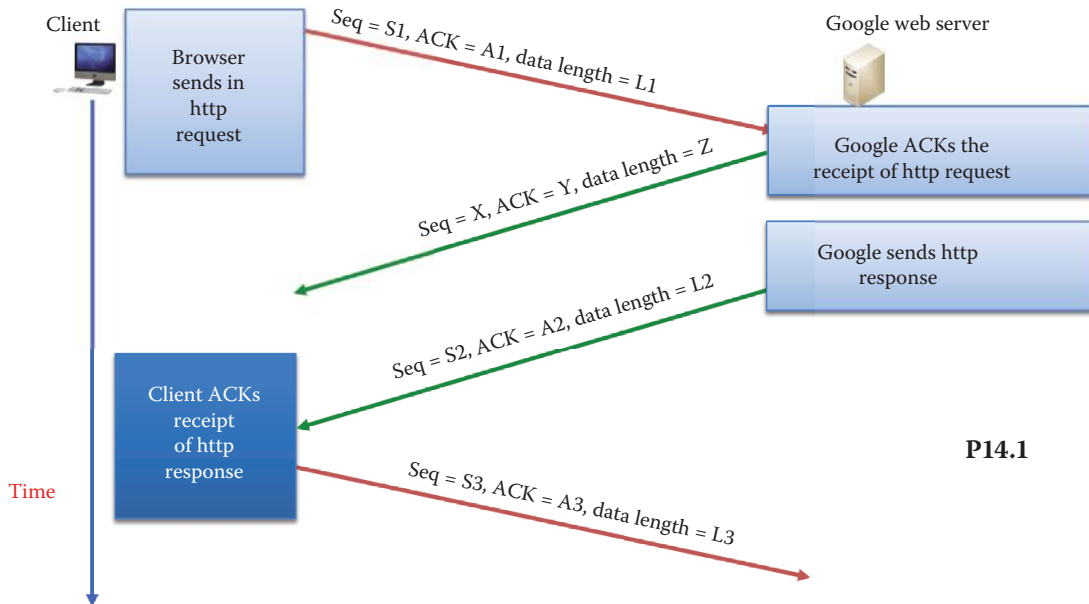 Client
Browser
sends in
http
request
Seq = S1, ACK = A1, data length = L1
Google web server
Google ACKs the
receipt of http request
Seq = X, ACK = Y, data length = Z
Google sends http
response
Seq = S2, ACK = A2, data length = L2
Client ACKs
receipt
of http
response
Seq = S3, ACK = A3, data length = L3
P14.1
Time